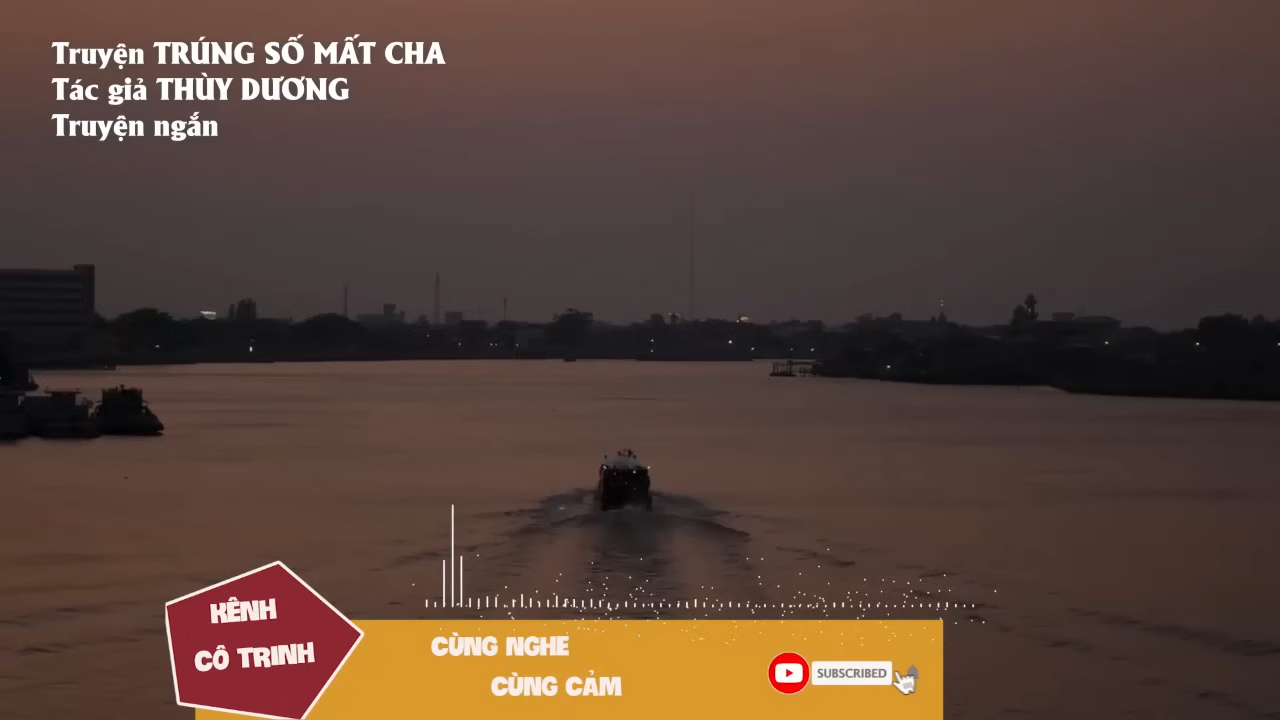 Truyện TRÚNG SỐ MẤT CHA
Tác giả THÙY DƯƠNG
Truyện ngắn
KÊNH
CÔ TRINH
CÙNG NGHE
CÙNG CẢM
SUBSCRIBED